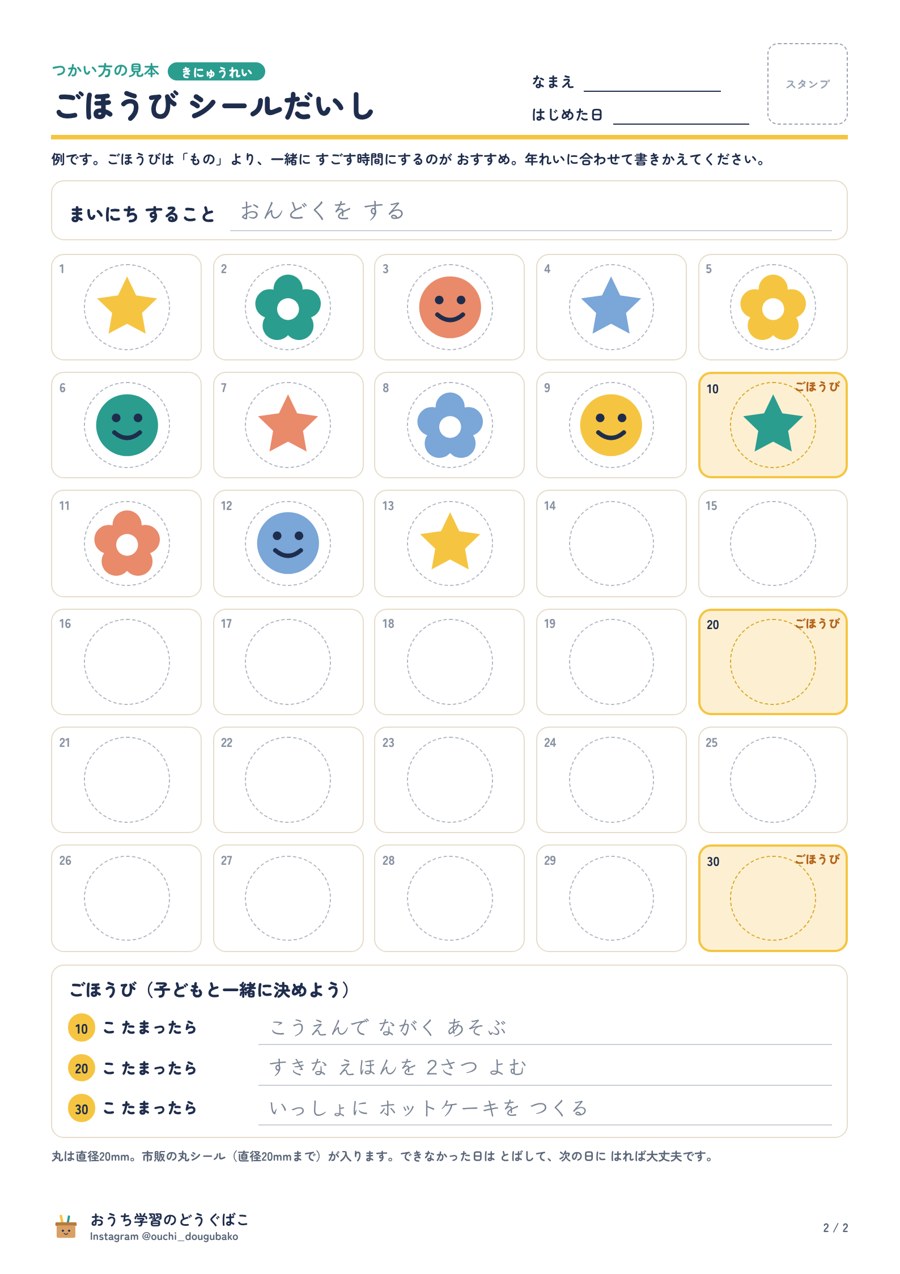 つかい方の見本 きにゅうれい
ごほうび シールだいし
なまえ
はじめた日
スタンプ
例です。ごほうびは「もの」より、一緒に すごす時間にするのが おすすめ。年れいに合わせて書きかえてください。
まいにち すること おんどくを する
1 2 3 4 5
6 7 8 9 10 ごほうび
11 12 13 14 15
16 17 18 19 20 ごほうび
21 22 23 24 25
26 27 28 29 30 ごほうび
ごほうび（子どもと一緒に決めよう）
10 こ たまったら こうえんで ながく あそぶ
20 こ たまったら すきな えほんを 2さつ よむ
30 こ たまったら いっしょに ホットケーキを つくる
丸は直径20mm。市販の丸シール（直径20mmまで）が入ります。できなかった日は とばして、次の日に はれば大丈夫です。
おうち学習のどうぐばこ
Instagram @ouchi_dougubako
2 / 2